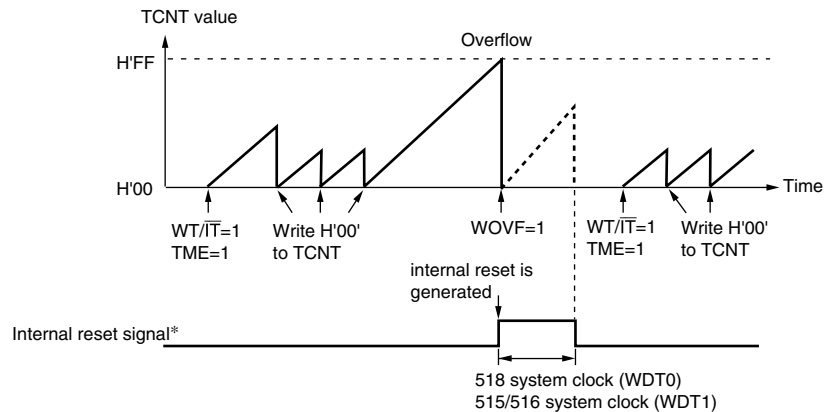 TCNT value
Overflow
H'FF
H'00
Time
WT/IT=1
TME=1
Write H'00'
to TCNT
WOVF=1
WT/IT=1
TME=1
Write H'00'
to TCNT
internal reset is
generated
Internal reset signal*
518 system clock (WDT0)
515/516 system clock (WDT1)